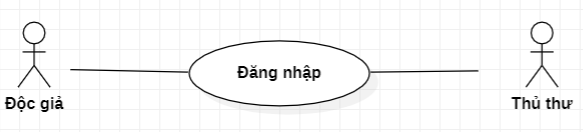 Đăng nhập
Độc giả
Thủ thư